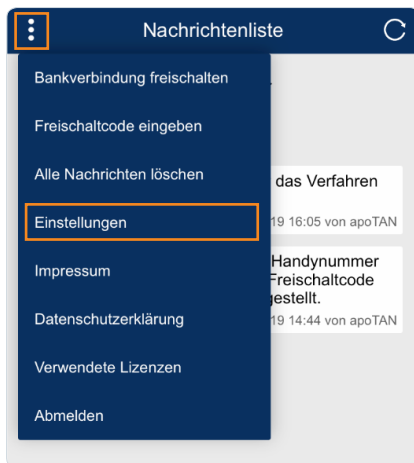 Nachrichtenliste
Bankverbindung freischalten
Freischaltcode eingeben
Alle Nachrichten löschen
das Verfahren
Einstellungen
19 16:05 von apoTAN
Handynummer
Impressum
Freischaltcode
gestellt.
Datenschutzerklärung
19 14:44 von apoTAN
Verwendete Lizenzen
Abmelden